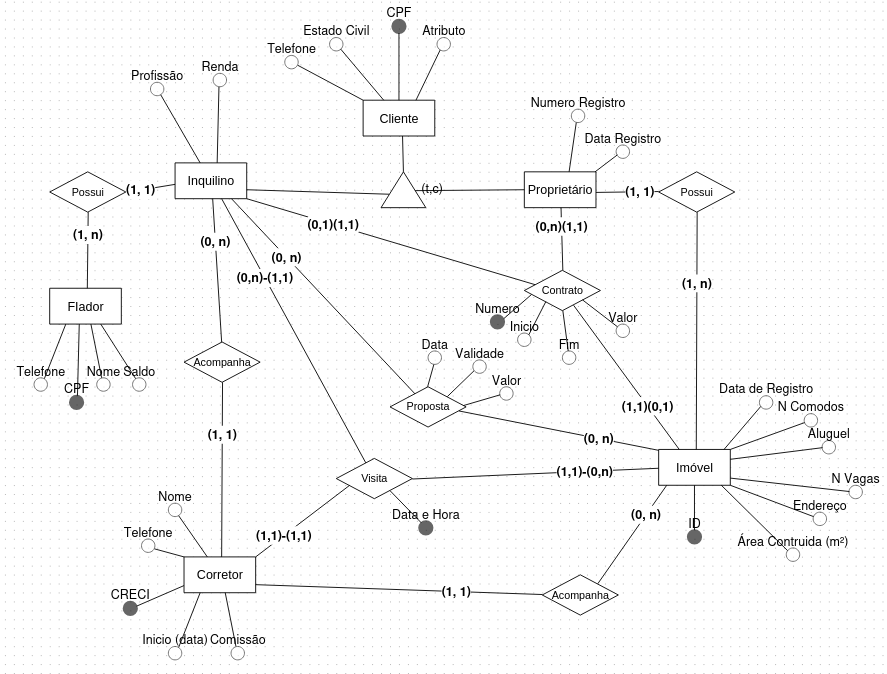 CPF
Estado Civil
Atributo
Telefone
Renda
Profissão
Cliente
Numero Registro
Data Registro
Inquilino
(t,c)
Proprietário
(1, 1)
Possui
Possui
(1, 1)
(1, n)
(0, n)
(0,1)(1,1)
(0,n)(1,1)
(0, n)
(0,n)-(1,1)
(1, n)
Contrato
Fiador
Numero
Inicio
Valor
Fim
Data
Validade
Acompanha
Telefone
Nome
Saldo
CPF
Valor
Proposta
(1,1)(0,1)
Data de Registro
N Comodos
(1, 1)
(0, n)
Aluguel
Imóvel
Visita
(1,1)-(0,n)
N Vagas
Nome
Data e Hora
(0, n)
Endereço
ID
Telefone
(1,1)-(1,1)
Área Contruida (m²)
Corretor
CRECI
(1, 1)
Acompanha
Inicio (data)
Comissão